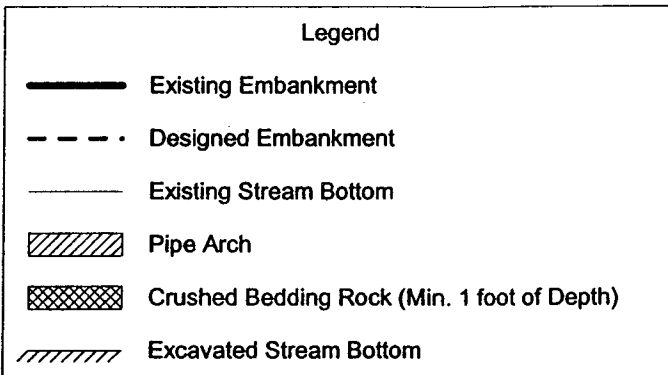 Legend
Existing Embankment
Designed Embankment
Existing Stream Bottom
Pipe Arch
Crushed Bedding Rock (Min. 1 foot of Depth)
Excavated Stream Bottom